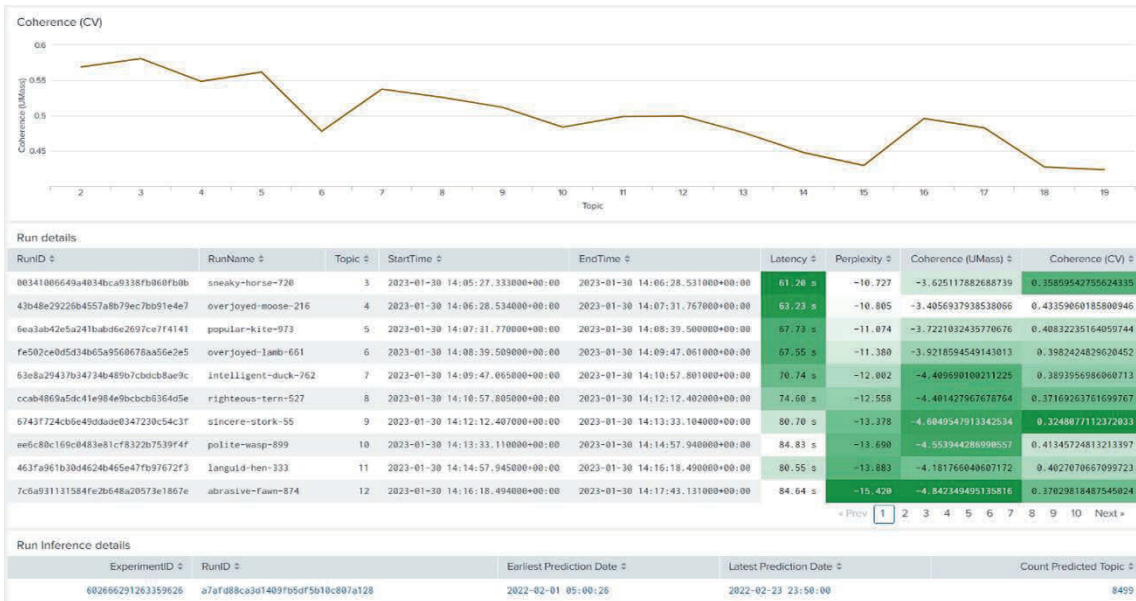 Coherence (CV)
0.6
0.55
0.5
0.45
Coherence (UMass)
2 3 4 5 6 7 8 9 10 11 12 13 14 15 16 17 18 19
Topic
Run details
RunID RunName Topic StartTime EndTime Latency Perplexity Coherence (UMass) Coherence (CV)
00341006649a4034bca9338fb060fb0b sneaky-horse-720 3 2023-01-30 14:05:27.333000+00:00 2023-01-30 14:06:28.531000+00:00 61.20 s -10.727 -3.625117882688739 0.35859542755624335
43b48e29226b4557a8b79ec7bb91e4e7 overjoyed-moose-216 4 2023-01-30 14:06:28.534000+00:00 2023-01-30 14:07:31.767000+00:00 63.23 s -10.805 -3.4056937938538066 0.43359060185800946
6ea3ab42e5a241babd6e2697ce7f4141 popular-kite-973 5 2023-01-30 14:07:31.770000+00:00 2023-01-30 14:08:39.500000+00:00 67.73 s -11.074 -3.7221032435770676 0.40832235164059744
fe502ce0d5d34b65a9560678aa56e2e5 overjoyed-lamb-661 6 2023-01-30 14:08:39.509000+00:00 2023-01-30 14:09:47.061000+00:00 67.55 s -11.380 -3.9218594549143013 0.3982424829620452
63e8a29437b34734b489b7cbdcb8ae9c intelligent-duck-762 7 2023-01-30 14:09:47.065000+00:00 2023-01-30 14:10:57.801000+00:00 70.74 s -12.002 -4.409690100211225 0.3893956986060713
ccab4869a5dc41e984e9bcbcb6364d5e righteous-tern-527 8 2023-01-30 14:10:57.805000+00:00 2023-01-30 14:12:12.402000+00:00 74.60 s -12.558 -4.401427967678764 0.37169263761699767
6743f724cb6e49ddade0347230c54c3f sincere-stork-55 9 2023-01-30 14:12:12.407000+00:00 2023-01-30 14:13:33.104000+00:00 80.70 s -13.378 -4.6049547913342534 0.3248077112372033
ee6c80c169c0483e81cf8322b7539f4f polite-wasp-899 10 2023-01-30 14:13:33.110000+00:00 2023-01-30 14:14:57.940000+00:00 84.83 s -13.690 -4.553944286990557 0.41345724813213397
463fa961b30d4624b465e47fb97672f3 languid-hen-333 11 2023-01-30 14:14:57.945000+00:00 2023-01-30 14:16:18.490000+00:00 80.55 s -13.883 -4.181766040607172 0.4027070667099723
7c6a931131584fe2b648a20573e1867e abrasive-fawn-874 12 2023-01-30 14:16:18.494000+00:00 2023-01-30 14:17:43.131000+00:00 84.64 s -15.420 -4.842349495135816 0.37029818487545024
« Prev 1 2 3 4 5 6 7 8 9 10 Next »
Run Inference details
ExperimentID RunID Earliest Prediction Date Latest Prediction Date Count Predicted Topic
602666291263359626 a7afd88ca3d1409fb5df5b10c807a128 2022-02-01 05:00:26 2022-02-23 23:50:00 8499